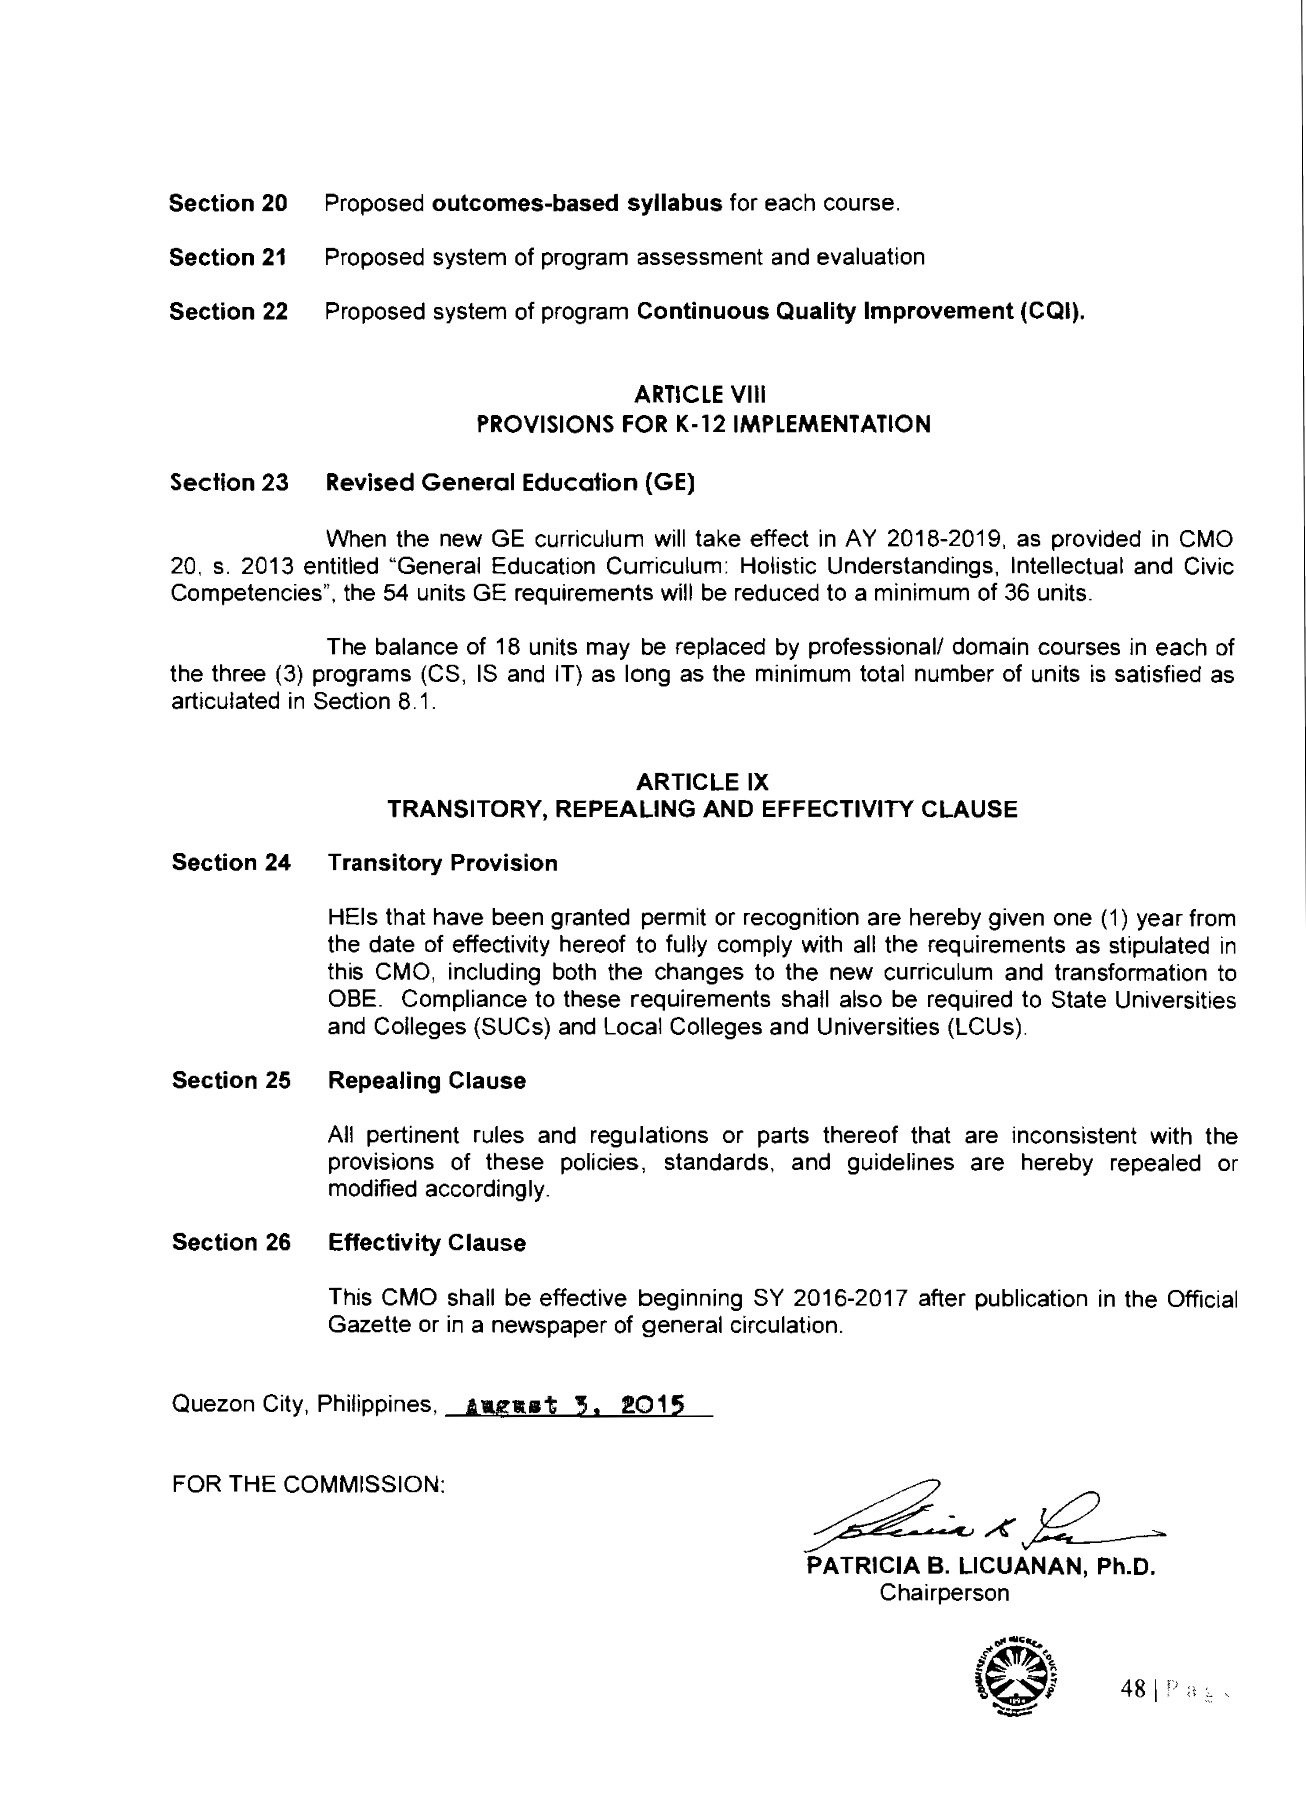 Section 20 Proposed outcomes-based syllabus for each course.
Section 21 Proposed system of program assessment and evaluation
Section 22 Proposed system of program Continuous Quality Improvement (CQI).
ARTICLE VIII
PROVISIONS FOR K-12 IMPLEMENTATION
Section 23 Revised General Education (GE)
When the new GE curriculum will take effect in AY 2018-2019, as provided in CMO
20, s. 2013 entitled “General Education Curriculum: Holistic Understandings, Intellectual and Civic
Competencies”, the 54 units GE requirements will be reduced to a minimum of 36 units.
The balance of 18 units may be replaced by professional/ domain courses in each of
the three (3) programs (CS, IS and IT) as long as the minimum total number of units is satisfied as
articulated in Section 8.1.
ARTICLE IX
TRANSITORY, REPEALING AND EFFECTIVITY CLAUSE
Section 24 Transitory Provision
HEIs that have been granted permit or recognition are hereby given one (1) year from
the date of effectivity hereof to fully comply with all the requirements as stipulated in
this CMO, including both the changes to the new curriculum and transformation to
OBE. Compliance to these requirements shall also be required to State Universities
and Colleges (SUCs) and Local Colleges and Universities (LCUs).
Section 25 Repealing Clause
All pertinent rules and regulations or parts thereof that are inconsistent with the
provisions of these policies, standards, and guidelines are hereby repealed or
modified accordingly.
Section 26 Effectivity Clause
This CMO shall be effective beginning SY 2016-2017 after publication in the Official
Gazette or in a newspaper of general circulation.
Quezon City, Philippines, August 3, 2015
FOR THE COMMISSION:
PATRICIA B. LICUANAN, Ph.D.
Chairperson
COMMISSION ON HIGHER EDUCATION
1994
48 | Page